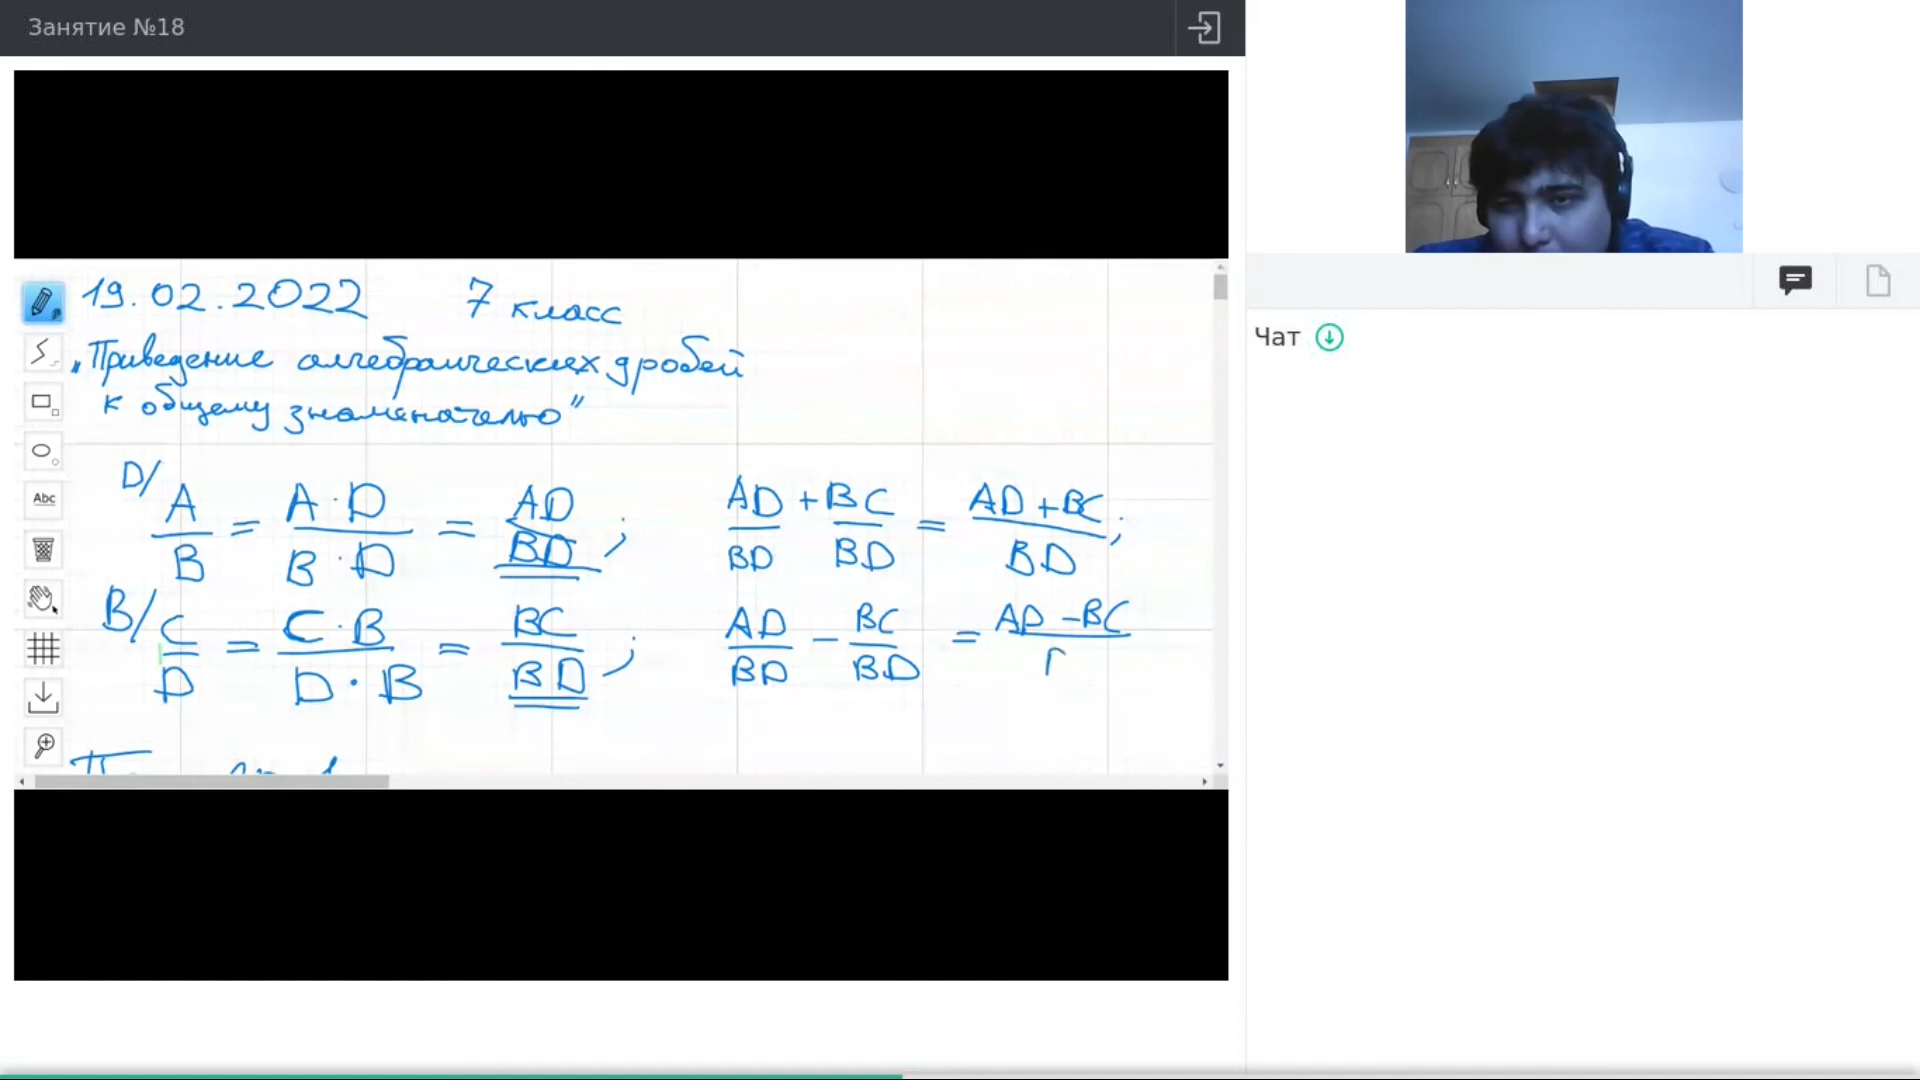 Занятие №18
19.02.2022 7 класс
„Приведение алгебраических дробей
к общему знаменателю"
D/ A/B = A·D/B·D = AD/BD ; AD/BD + BC/BD = AD+BC/BD ;
B/ C/D = C·B/D·B = BC/BD ; AD/BD − BC/BD = AD−BC/
Abc
Чат